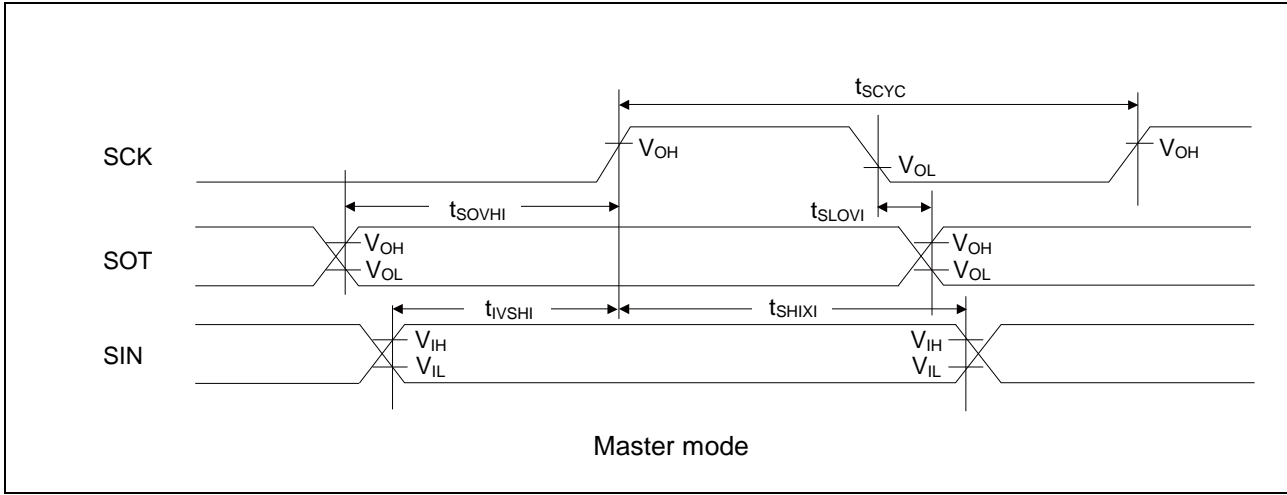 tSCYC
SCK
VOH
VOL
VOH
tSOVHI
tSLOVI
SOT
VOH
VOL
VOH
VOL
tIVSHI
tSHIXI
SIN
VIH
VIL
VIH
VIL
Master mode